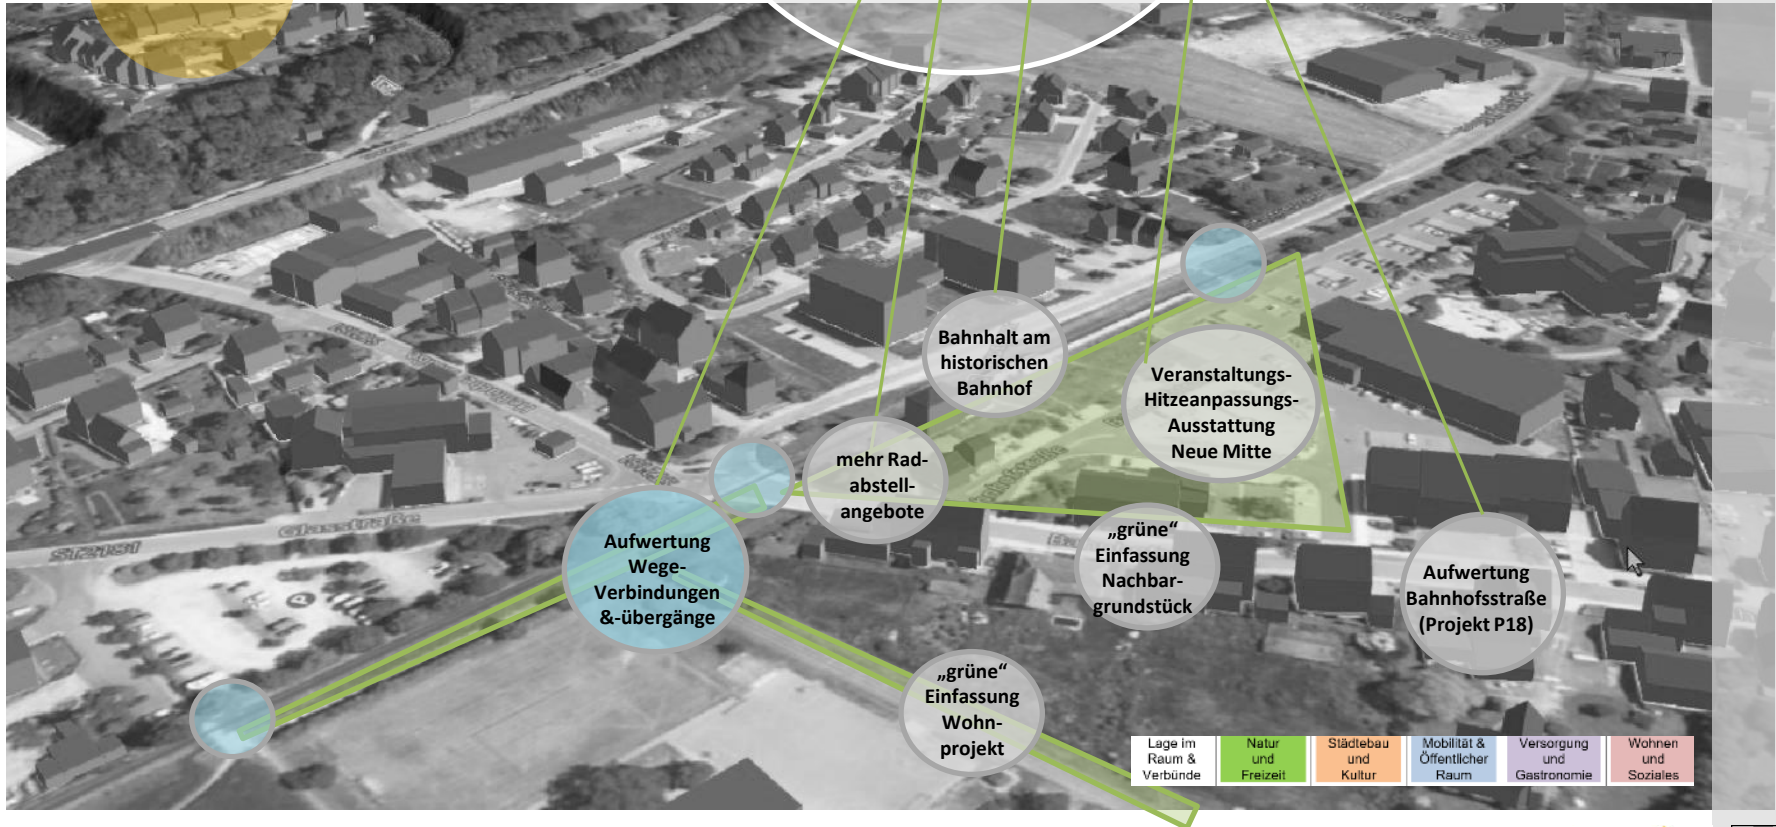 Bahnhalt am
historischen
Bahnhof
Veranstaltungs-
Hitzeanpassungs-
Ausstattung
Neue Mitte
mehr Rad-
abstell-
angebote
Glasstraße
St2181
Aufwertung
Wege-
Verbindungen
&-übergänge
„grüne“
Einfassung
Nachbar-
grundstück
Aufwertung
Bahnhofsstraße
(Projekt P18)
„grüne“
Einfassung
Wohn-
projekt
Lage im
Raum &
Verbünde
Natur
und
Freizeit
Städtebau
und
Kultur
Mobilität &
Öffentlicher
Raum
Versorgung
und
Gastronomie
Wohnen
und
Soziales